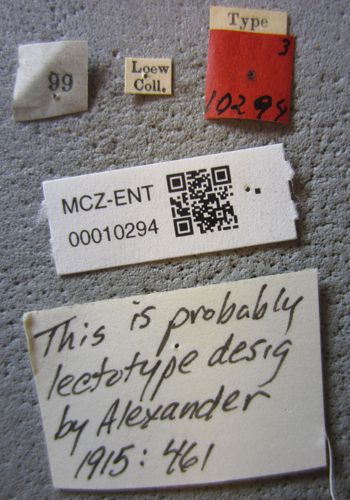 99
Loew
Coll.
Type
3
10294
MCZ-ENT
00010294
This is probably
lectotype desig
by Alexander
1915: 461